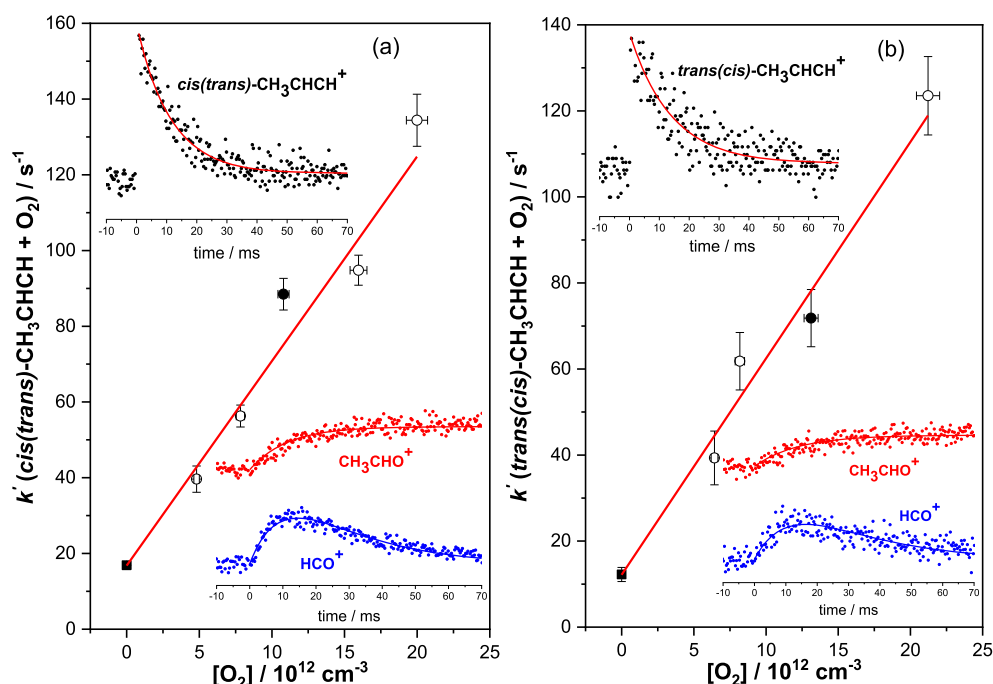 (a)
k′ (cis(trans)-CH₃CHCH + O₂) / s⁻¹
160
140
120
100
80
60
40
20
0
cis(trans)-CH₃CHCH⁺
-10 0 10 20 30 40 50 60 70
time / ms
CH₃CHO⁺
HCO⁺
-10 0 10 20 30 40 50 60 70
time / ms
0 5 10 15 20 25
[O₂] / 10¹² cm⁻³
(b)
k′ (trans(cis)-CH₃CHCH + O₂) / s⁻¹
140
120
100
80
60
40
20
0
trans(cis)-CH₃CHCH⁺
-10 0 10 20 30 40 50 60 70
time / ms
CH₃CHO⁺
HCO⁺
-10 0 10 20 30 40 50 60 70
time / ms
0 5 10 15 20 25
[O₂] / 10¹² cm⁻³